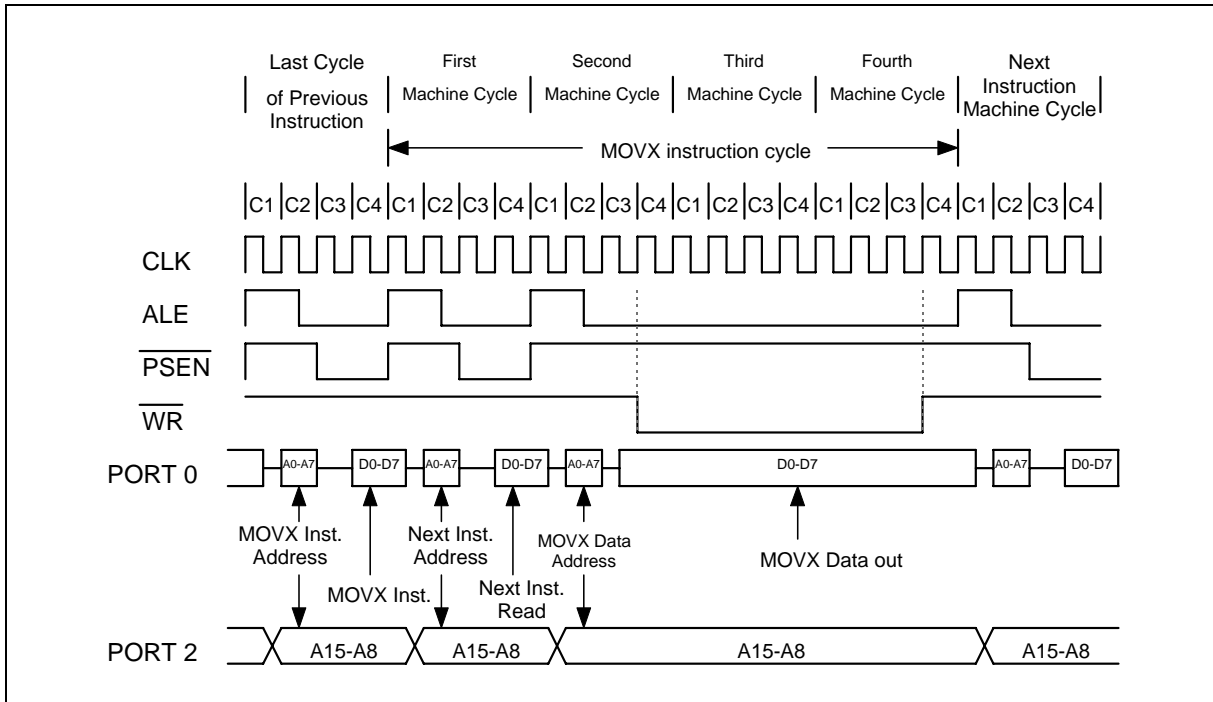 Last Cycle
of Previous
Instruction
First
Machine Cycle
Second
Machine Cycle
Third
Machine Cycle
Fourth
Machine Cycle
Next
Instruction
Machine Cycle
MOVX instruction cycle
C1 C2 C3 C4 C1 C2 C3 C4 C1 C2 C3 C4 C1 C2 C3 C4 C1 C2 C3 C4 C1 C2 C3 C4
CLK
ALE
PSEN
WR
PORT 0
A0-A7 D0-D7 A0-A7 D0-D7 A0-A7 D0-D7 A0-A7 D0-D7
MOVX Inst.
Address
MOVX Inst.
Next Inst.
Address
Next Inst.
Read
MOVX Data
Address
MOVX Data out
PORT 2
A15-A8 A15-A8 A15-A8 A15-A8